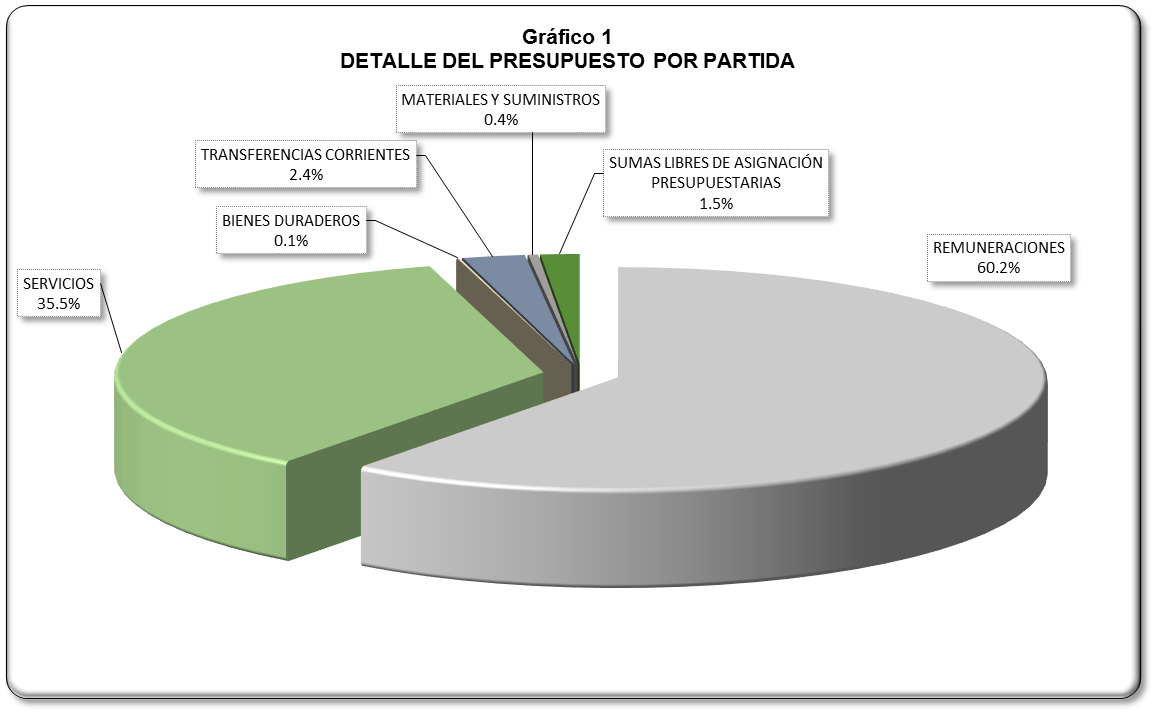 Gráfico 1
DETALLE DEL PRESUPUESTO POR PARTIDA
MATERIALES Y SUMINISTROS
0.4%
TRANSFERENCIAS CORRIENTES
2.4%
SUMAS LIBRES DE ASIGNACIÓN
PRESUPUESTARIAS
1.5%
BIENES DURADEROS
0.1%
REMUNERACIONES
60.2%
SERVICIOS
35.5%